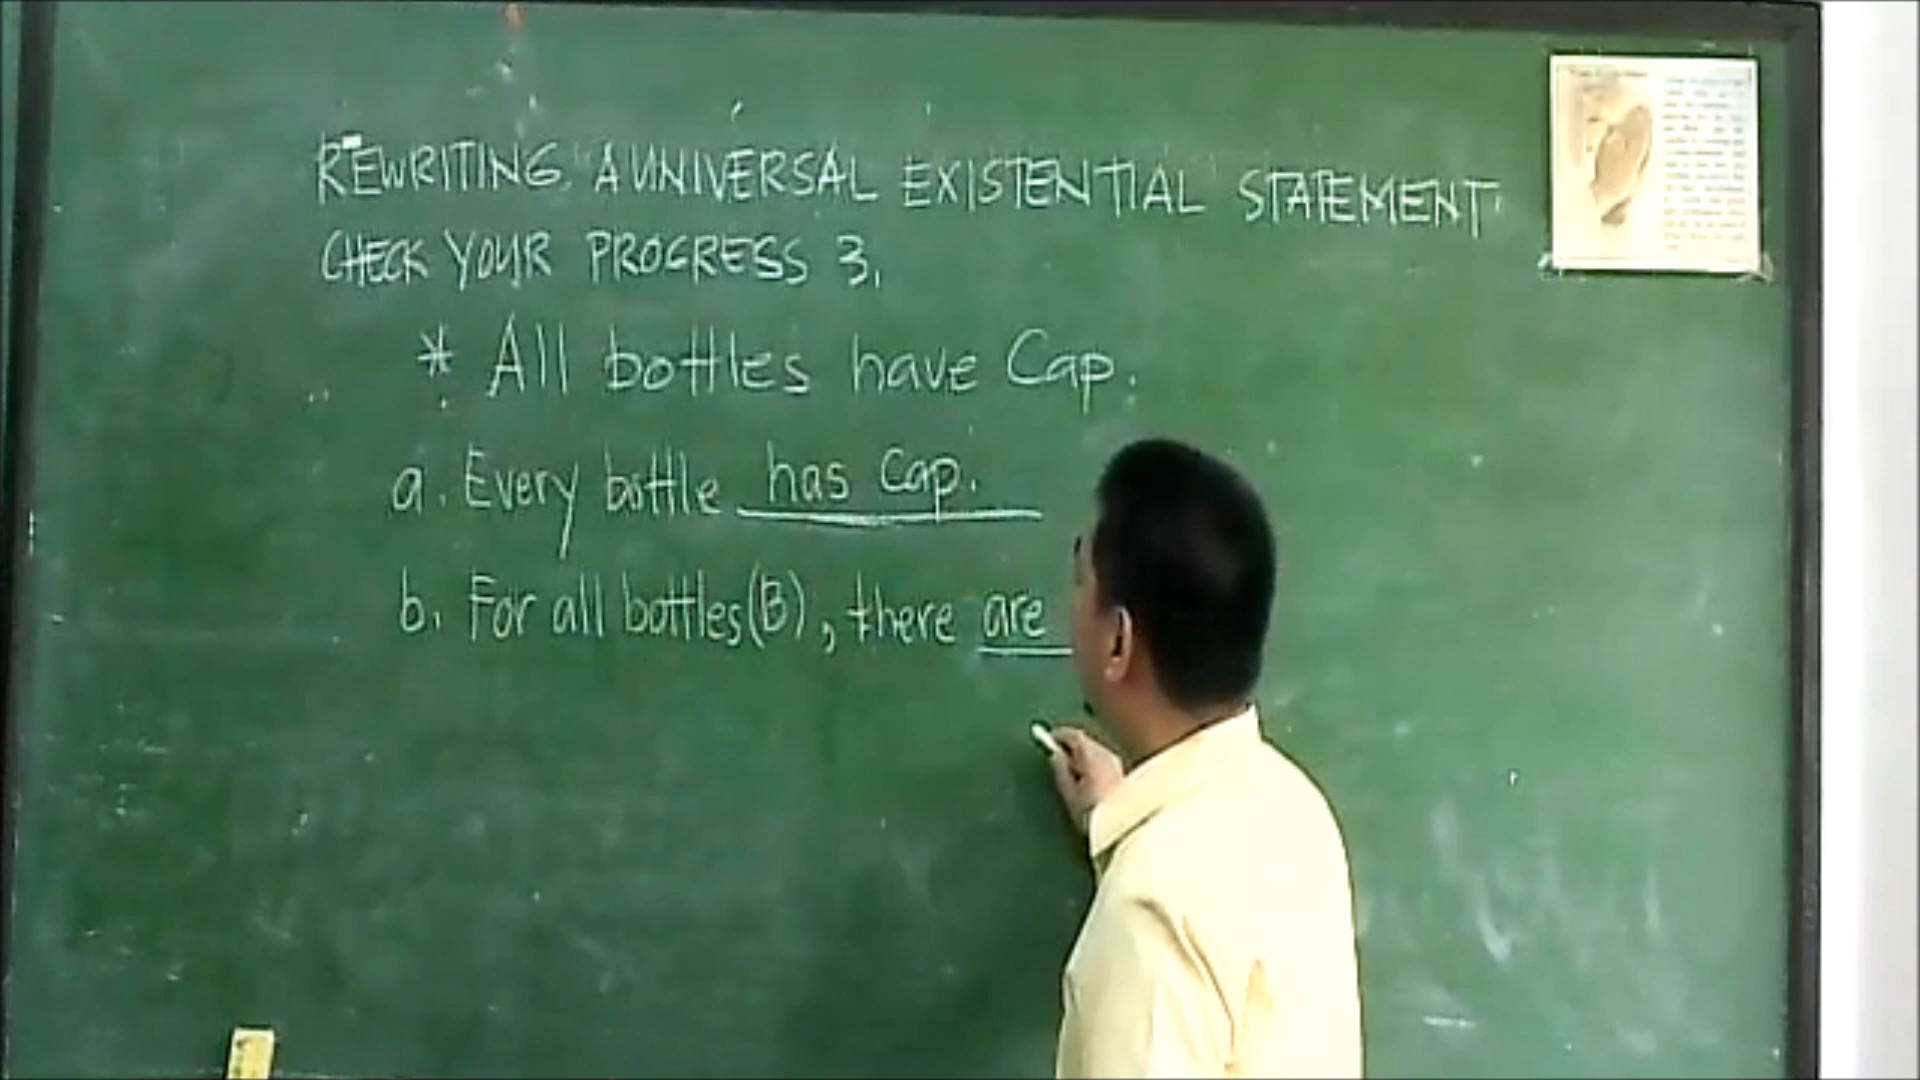 REWRITING A UNIVERSAL EXISTENTIAL STATEMENT
CHECK YOUR PROGRESS 3.
* All bottles have Cap.
a. Every bottle has Cap.
b. For all bottles (B), there are